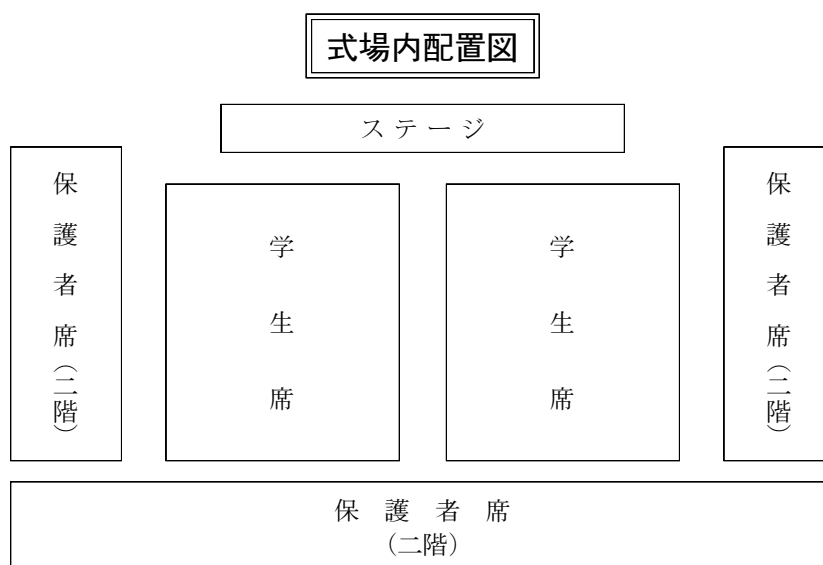 式場内配置図
ステージ
保護者席（二階）
学生席
学生席
保護者席（二階）
保護者席
（二階）